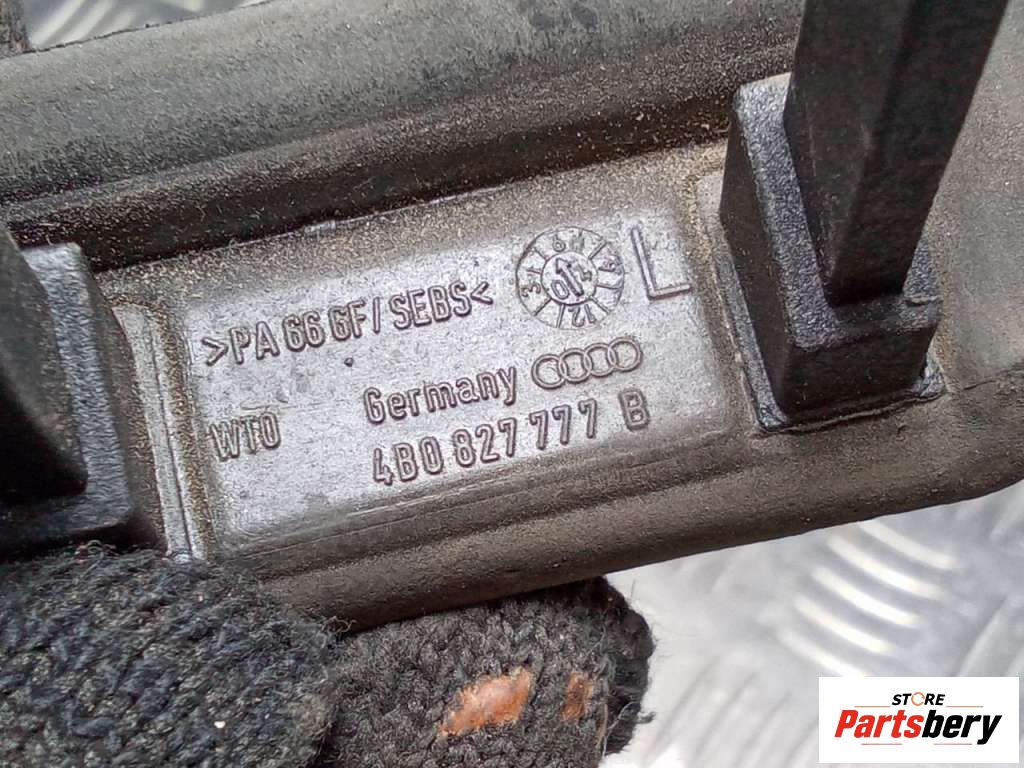 >PA 66 GF/SEBS<
L
Germany
WTO
4B0 827 777 B
STORE
Partsbery